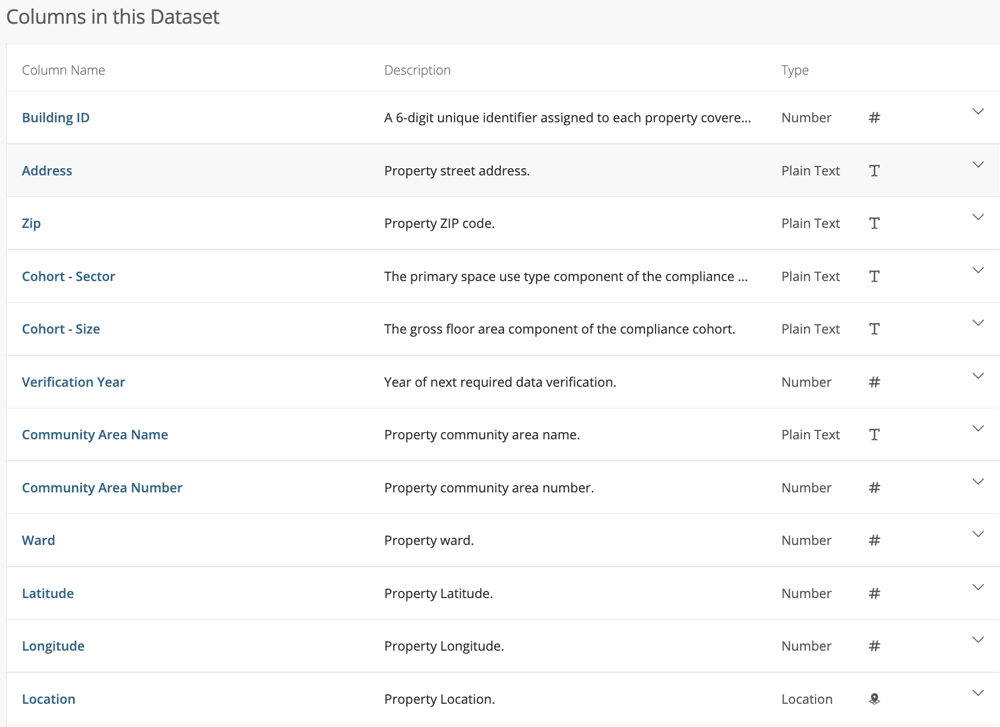 Columns in this Dataset
Column Name Description Type
Building ID A 6-digit unique identifier assigned to each property covere... Number #
Address Property street address. Plain Text T
Zip Property ZIP code. Plain Text T
Cohort - Sector The primary space use type component of the compliance ... Plain Text T
Cohort - Size The gross floor area component of the compliance cohort. Plain Text T
Verification Year Year of next required data verification. Number #
Community Area Name Property community area name. Plain Text T
Community Area Number Property community area number. Number #
Ward Property ward. Number #
Latitude Property Latitude. Number #
Longitude Property Longitude. Number #
Location Property Location. Location